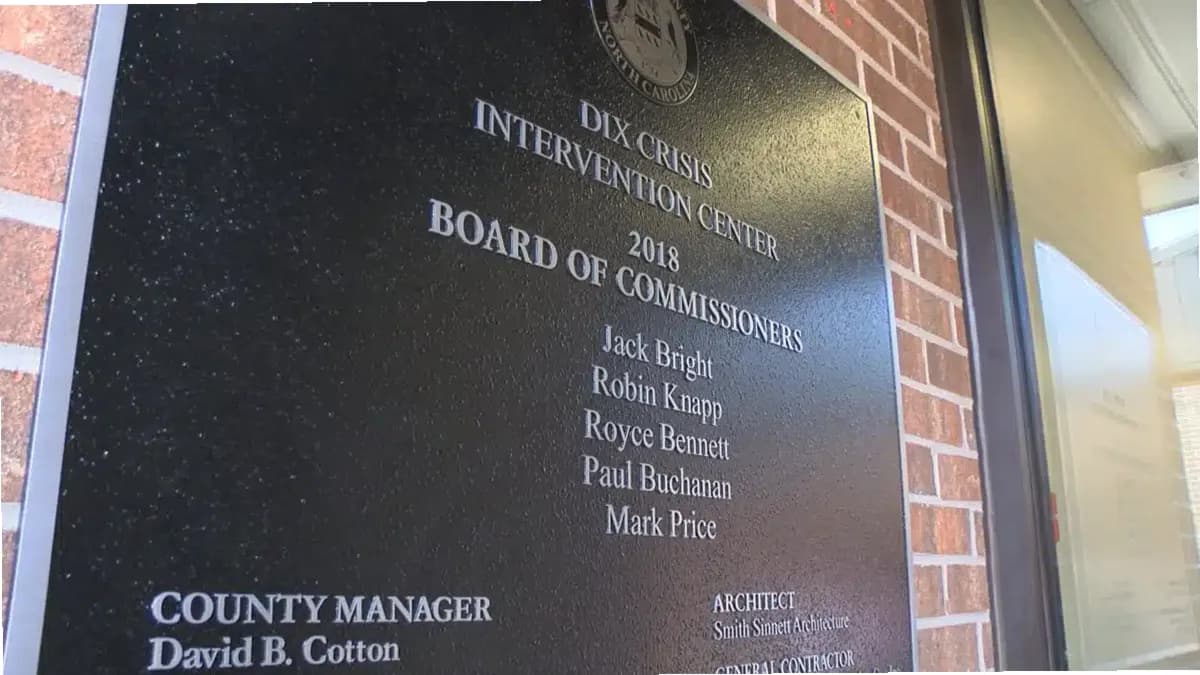 NORTH CAROLINA
DIX CRISIS
INTERVENTION CENTER
2018
BOARD OF COMMISSIONERS
Jack Bright
Robin Knapp
Royce Bennett
Paul Buchanan
Mark Price
COUNTY MANAGER
David B. Cotton
ARCHITECT
Smith Sinnett Architecture
GENERAL CONTRACTOR